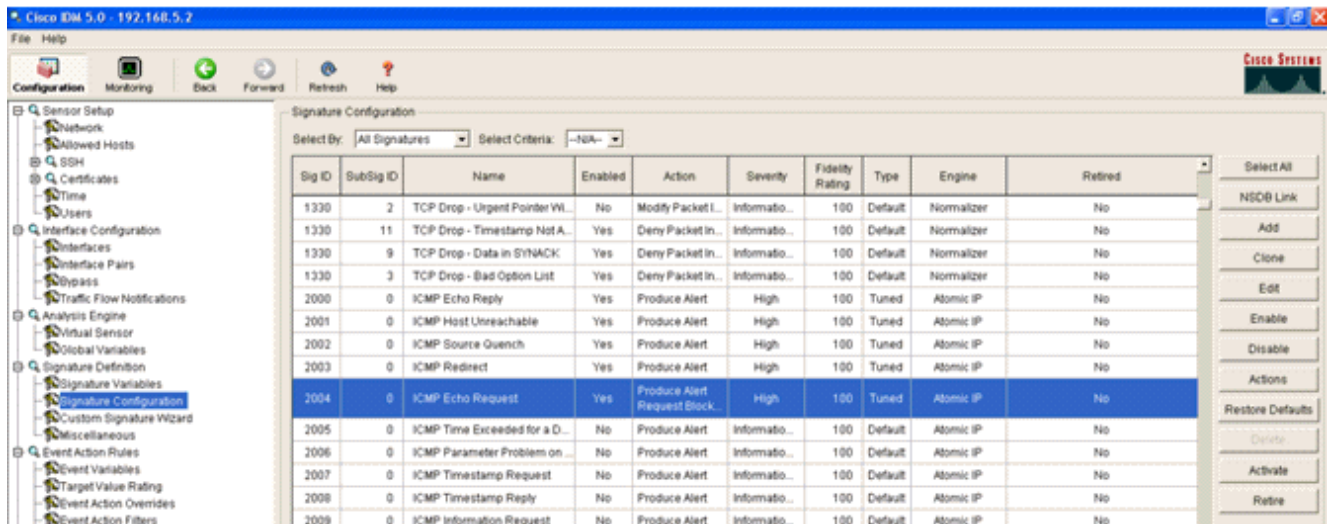 Cisco IDM 5.0 - 192.168.5.2
File Help
Configuration Monitoring Back Forward Refresh Help
CISCO SYSTEMS
Sensor Setup
Network
Allowed Hosts
SSH
Certificates
Time
Users
Interface Configuration
Interfaces
Interface Pairs
Bypass
Traffic Flow Notifications
Analysis Engine
Virtual Sensor
Global Variables
Signature Definition
Signature Variables
Signature Configuration
Custom Signature Wizard
Miscellaneous
Event Action Rules
Event Variables
Target Value Rating
Event Action Overrides
Event Action Filters
Signature Configuration
Select By: All Signatures Select Criteria: --N/A--
Sig ID SubSig ID Name Enabled Action Severity Fidelity Rating Type Engine Retired
1330 2 TCP Drop - Urgent Pointer Wi... No Modify Packet I... Informatio... 100 Default Normalizer No
1330 11 TCP Drop - Timestamp Not A... Yes Deny Packet In... Informatio... 100 Default Normalizer No
1330 9 TCP Drop - Data in SYNACK Yes Deny Packet In... Informatio... 100 Default Normalizer No
1330 3 TCP Drop - Bad Option List Yes Deny Packet In... Informatio... 100 Default Normalizer No
2000 0 ICMP Echo Reply Yes Produce Alert High 100 Tuned Atomic IP No
2001 0 ICMP Host Unreachable Yes Produce Alert High 100 Tuned Atomic IP No
2002 0 ICMP Source Quench Yes Produce Alert High 100 Tuned Atomic IP No
2003 0 ICMP Redirect Yes Produce Alert High 100 Tuned Atomic IP No
2004 0 ICMP Echo Request Yes Produce Alert Request Block... High 100 Tuned Atomic IP No
2005 0 ICMP Time Exceeded for a D... No Produce Alert Informatio... 100 Default Atomic IP No
2006 0 ICMP Parameter Problem on ... No Produce Alert Informatio... 100 Default Atomic IP No
2007 0 ICMP Timestamp Request No Produce Alert Informatio... 100 Default Atomic IP No
2008 0 ICMP Timestamp Reply No Produce Alert Informatio... 100 Default Atomic IP No
2009 0 ICMP Information Request No Produce Alert Informatio... 100 Default Atomic IP No
Select All
NSDB Link
Add
Clone
Edit
Enable
Disable
Actions
Restore Defaults
Delete
Activate
Retire